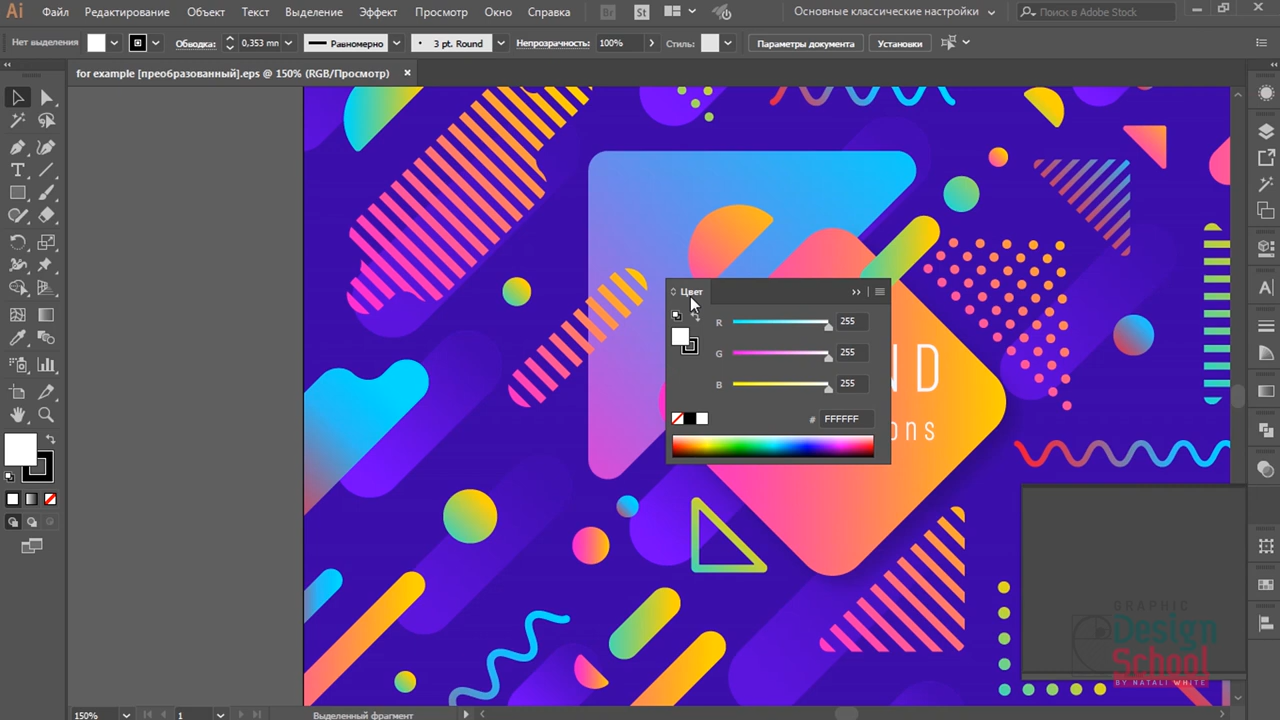 Ai Файл Редактирование Объект Текст Выделение Эффект Просмотр Окно Справка Br St Основные классические настройки Поиск в Adobe Stock
Нет выделения Обводка: 0,353 mm Равномерно 3 pt. Round Непрозрачность: 100% Стиль: Параметры документа Установки
for example [преобразованный].eps @ 150% (RGB/Просмотр) ×
Цвет
R 255
G 255
B 255
# FFFFFF
ND
ons
GRAPHIC
Design
School
BY NATALI WHITE
150% 1 Выделенный фрагмент